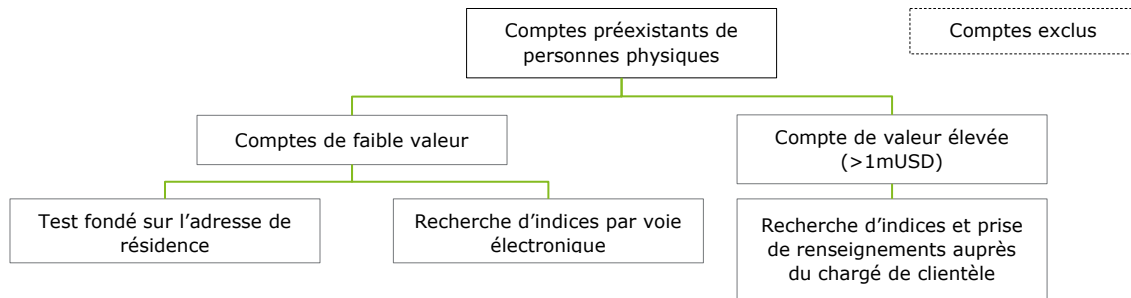 Comptes préexistants de
personnes physiques
Comptes exclus
Comptes de faible valeur
Compte de valeur élevée
(>1mUSD)
Test fondé sur l’adresse de
résidence
Recherche d’indices par voie
électronique
Recherche d’indices et prise
de renseignements auprès
du chargé de clientèle